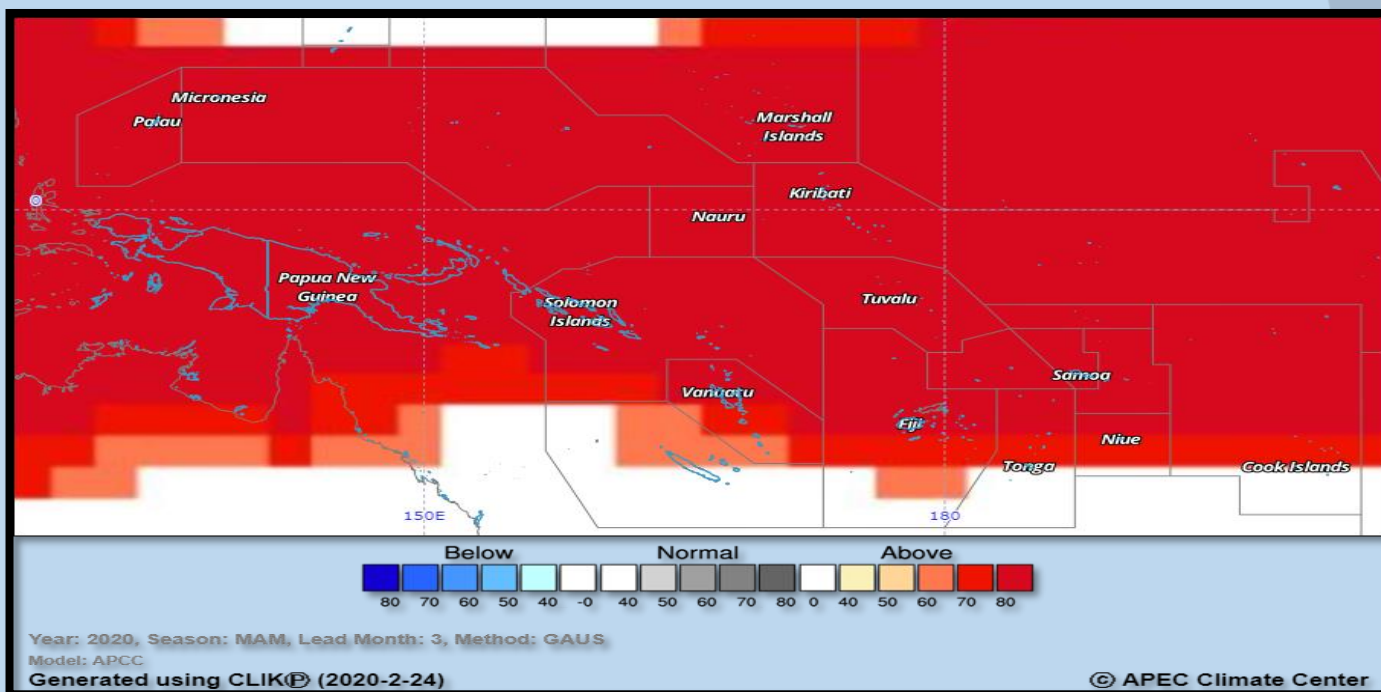 Micronesia
Palau
Marshall
Islands
Kiribati
Nauru
Papua New
Guinea
Solomon
Islands
Tuvalu
Samoa
Vanuatu
Fiji
Niue
Tonga
Cook Islands
150E 180
Below Normal Above
80 70 60 50 40 -0 40 50 60 70 80 0 40 50 60 70 80
Year: 2020, Season: MAM, Lead Month: 3, Method: GAUS
Model: APCC
Generated using CLIKⓅ (2020-2-24) © APEC Climate Center